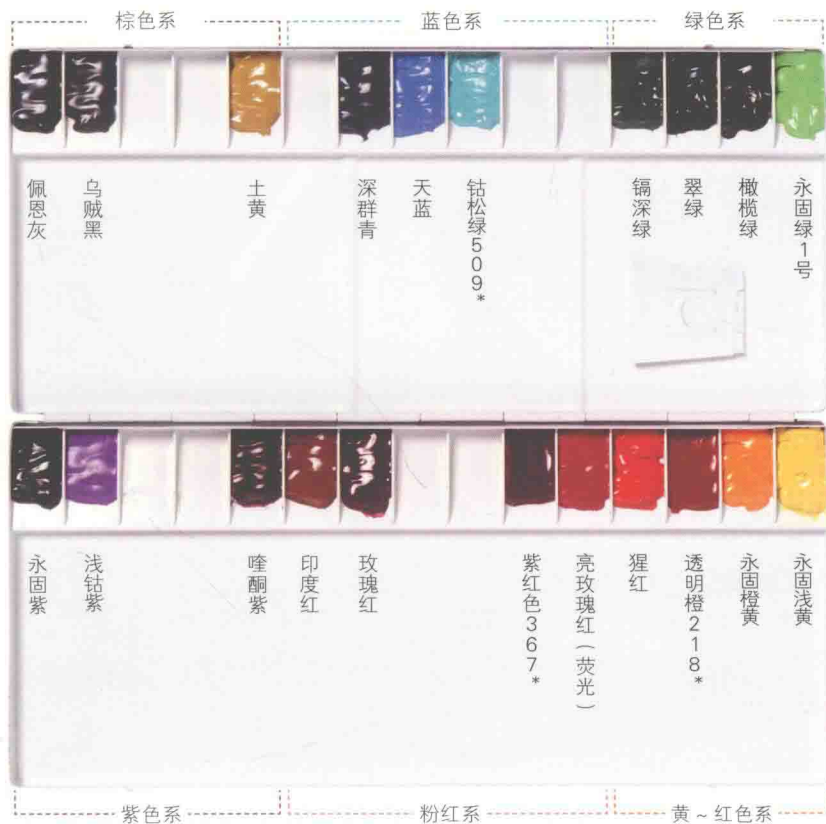 棕色系
蓝色系
绿色系
佩恩灰
乌贼黑
土黄
深群青
天蓝
钴松绿509*
镉深绿
翠绿
橄榄绿
永固绿1号
永固紫
浅钴紫
喹酮紫
印度红
玫瑰红
紫红色367*
亮玫瑰红（荧光）
猩红
透明橙218*
永固橙黄
永固浅黄
紫色系
粉红系
黄~红色系